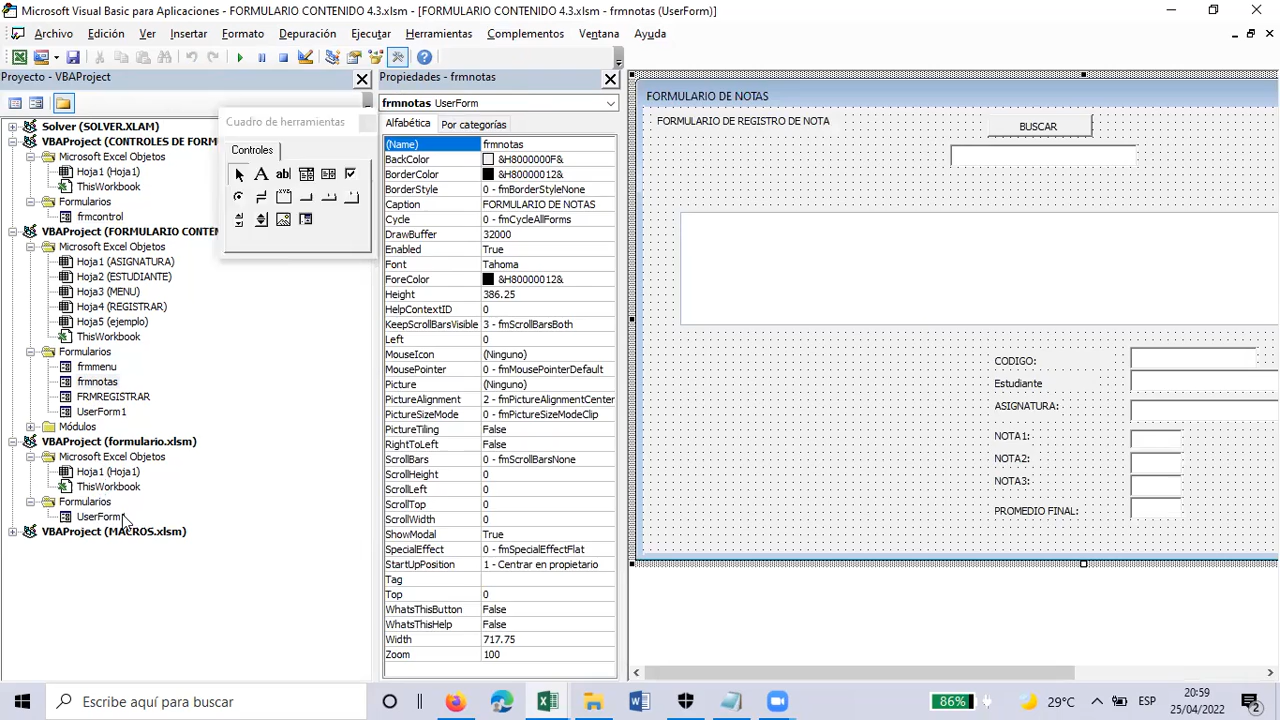 Microsoft Visual Basic para Aplicaciones - FORMULARIO CONTENIDO 4.3.xlsm - [FORMULARIO CONTENIDO 4.3.xlsm - frmnotas (UserForm)]
Archivo Edición Ver Insertar Formato Depuración Ejecutar Herramientas Complementos Ventana Ayuda
Proyecto - VBAProject
Solver (SOLVER.XLAM)
VBAProject (CONTROLES DE FORM
Microsoft Excel Objetos
Hoja1 (Hoja1)
ThisWorkbook
Formularios
frmcontrol
VBAProject (FORMULARIO CONTEN
Microsoft Excel Objetos
Hoja1 (ASIGNATURA)
Hoja2 (ESTUDIANTE)
Hoja3 (MENU)
Hoja4 (REGISTRAR)
Hoja5 (ejemplo)
ThisWorkbook
Formularios
frmmenu
frmnotas
FRMREGISTRAR
UserForm1
Módulos
VBAProject (formulario.xlsm)
Microsoft Excel Objetos
Hoja1 (Hoja1)
ThisWorkbook
Formularios
VBAProject (MACROS.xlsm)
Cuadro de herramientas
Controles
A
ab
Propiedades - frmnotas
frmnotas UserForm
Alfabética Por categorías
(Name) frmnotas
BackColor &H8000000F&
BorderColor &H80000012&
BorderStyle 0 - fmBorderStyleNone
Caption FORMULARIO DE NOTAS
Cycle 0 - fmCycleAllForms
DrawBuffer 32000
Enabled True
Font Tahoma
ForeColor &H80000012&
Height 386.25
HelpContextID 0
KeepScrollBarsVisible 3 - fmScrollBarsBoth
Left 0
MouseIcon (Ninguno)
MousePointer 0 - fmMousePointerDefault
Picture (Ninguno)
PictureAlignment 2 - fmPictureAlignmentCenter
PictureSizeMode 0 - fmPictureSizeModeClip
PictureTiling False
RightToLeft False
ScrollBars 0 - fmScrollBarsNone
ScrollHeight 0
ScrollLeft 0
ScrollTop 0
ScrollWidth 0
ShowModal True
SpecialEffect 0 - fmSpecialEffectFlat
StartUpPosition 1 - Centrar en propietario
Tag
Top 0
WhatsThisButton False
WhatsThisHelp False
Width 717.75
Zoom 100
FORMULARIO DE NOTAS
FORMULARIO DE REGISTRO DE NOTA
BUSCAR
CODIGO:
Estudiante
ASIGNATURA:
NOTA1:
NOTA2:
NOTA3:
PROMEDIO FINAL:
Escribe aquí para buscar
86%
29°C
ESP
20:59
25/04/2022
2